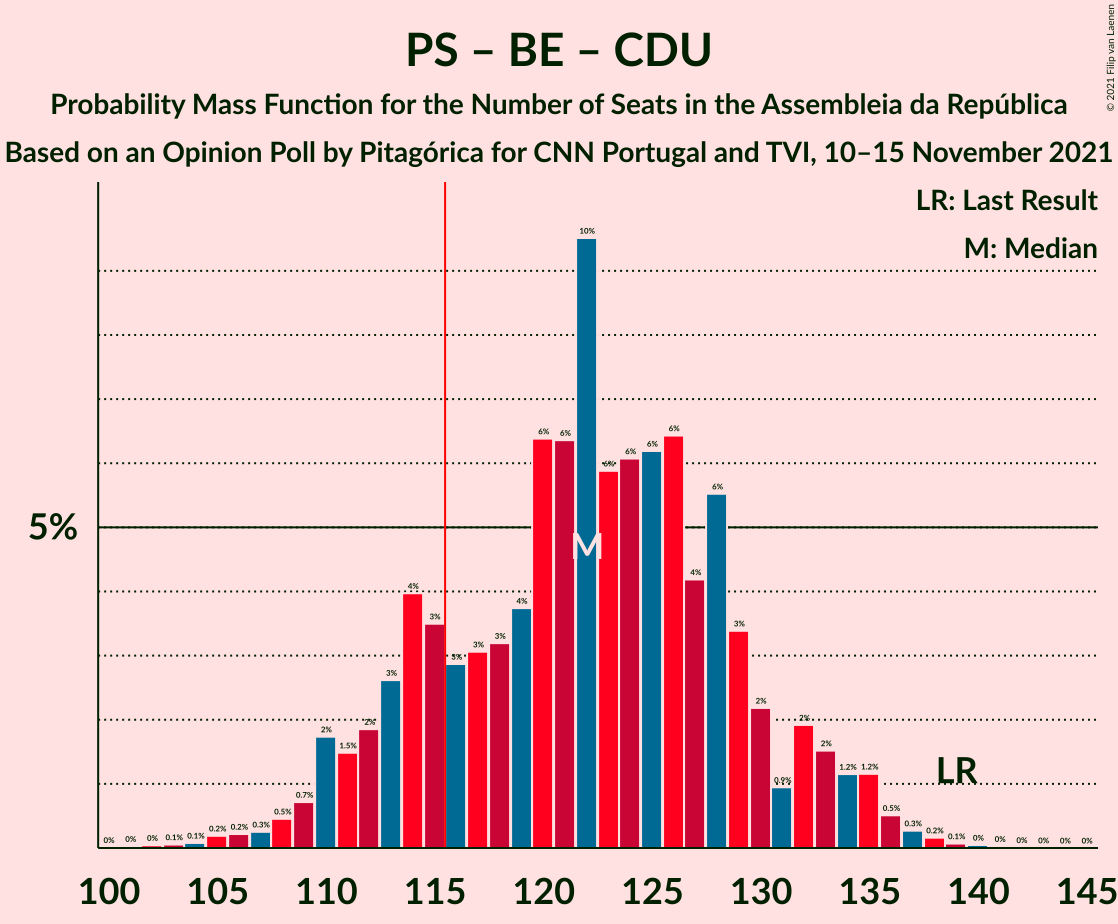 PS – BE – CDU
Probability Mass Function for the Number of Seats in the Assembleia da República
Based on an Opinion Poll by Pitagórica for CNN Portugal and TVI, 10–15 November 2021
© 2021 Filip van Laenen
LR: Last Result
M: Median
5%
0% 0% 0% 0.1% 0.1% 0.2% 0.2% 0.3% 0.5% 0.7% 2% 1.5% 2% 3% 4% 3% 3% 3% 3% 4% 6% 6% 10% 6% 6% 6% 6% 4% 6% 3% 2% 0.9% 2% 2% 1.2% 1.2% 0.5% 0.3% 0.2% 0.1% 0% 0% 0% 0% 0% 0%
M
LR
100 105 110 115 120 125 130 135 140 145